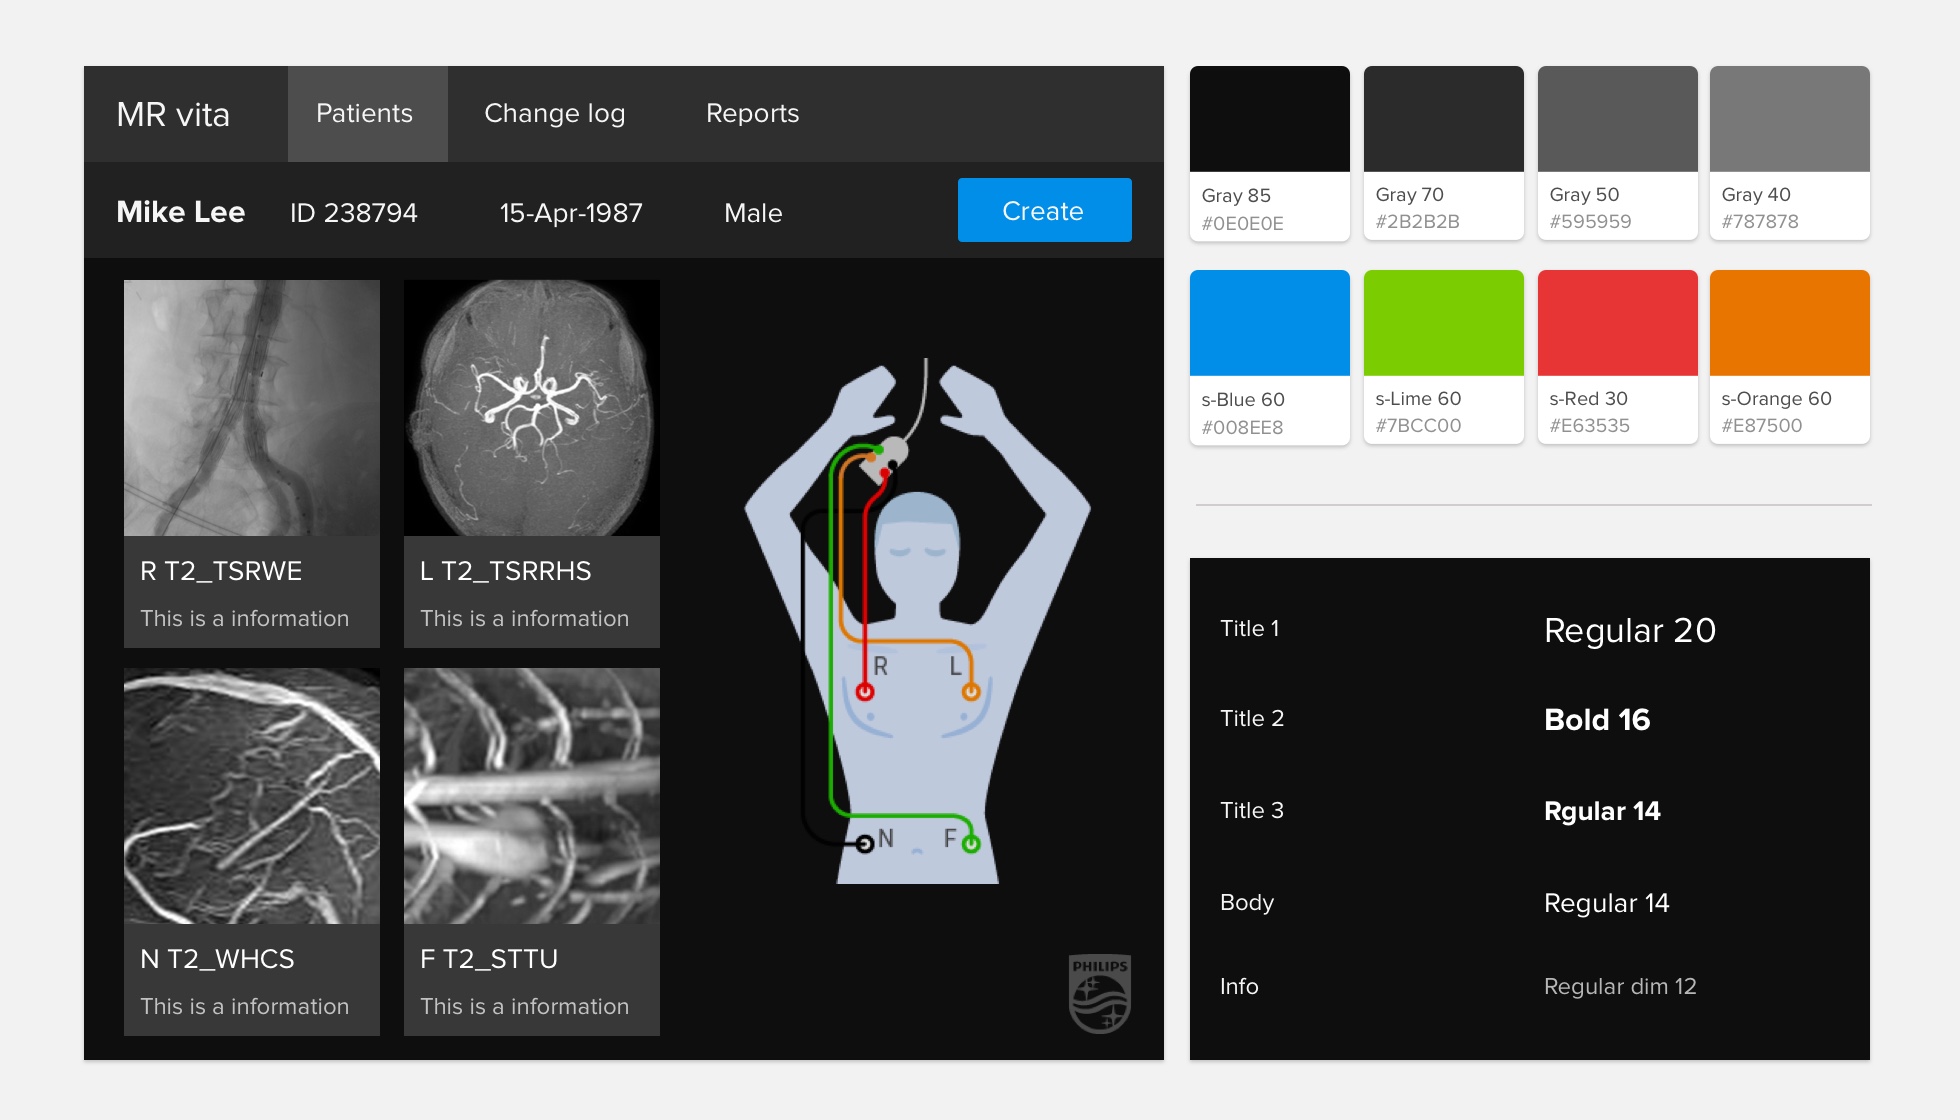 MR vita
Patients
Change log
Reports
Mike Lee
ID 238794
15-Apr-1987
Male
Create
R T2_TSRWE
This is a information
L T2_TSRRHS
This is a information
N T2_WHCS
This is a information
F T2_STTU
This is a information
R
L
N
F
PHILIPS
Gray 85
#0E0E0E
Gray 70
#2B2B2B
Gray 50
#595959
Gray 40
#787878
s-Blue 60
#008EE8
s-Lime 60
#7BCC00
s-Red 30
#E63535
s-Orange 60
#E87500
Title 1
Regular 20
Title 2
Bold 16
Title 3
Rgular 14
Body
Regular 14
Info
Regular dim 12